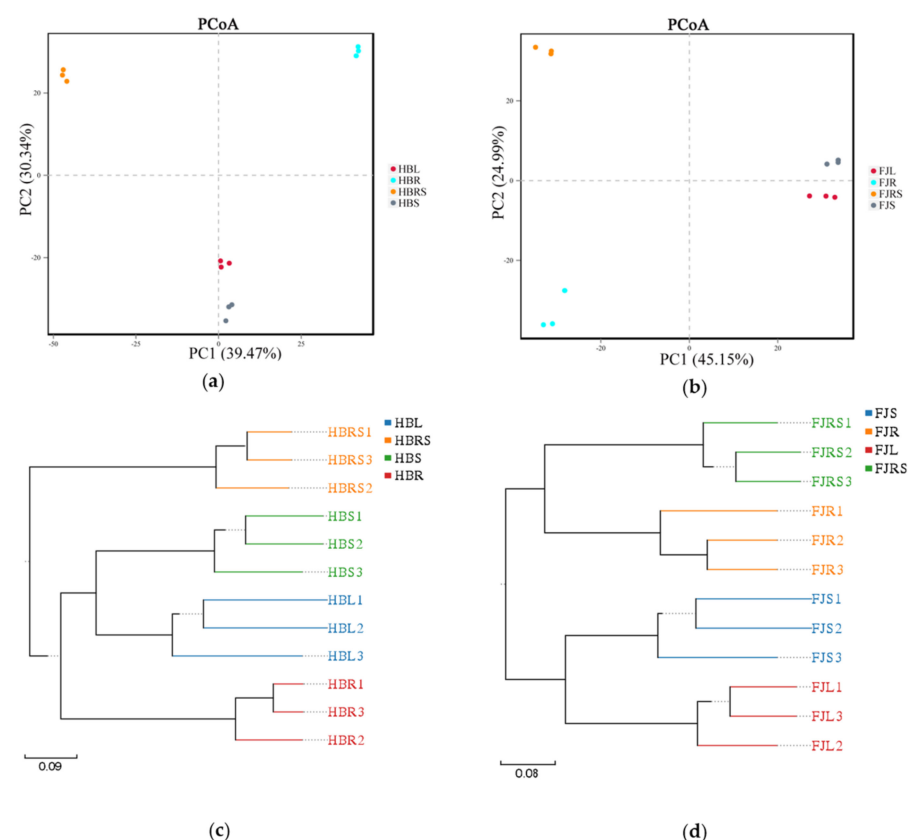 PCoA
20
0
-20
-50
-25
0
25
PC2 (30.34%)
PC1 (39.47%)
HBL
HBR
HBRS
HBS
(a)
PCoA
20
0
-20
-20
0
20
PC2 (24.99%)
PC1 (45.15%)
FJL
FJR
FJRS
FJS
(b)
HBRS1
HBRS3
HBRS2
HBS1
HBS2
HBS3
HBL1
HBL2
HBL3
HBR1
HBR3
HBR2
HBL
HBRS
HBS
HBR
0.09
(c)
FJRS1
FJRS2
FJRS3
FJR1
FJR2
FJR3
FJS1
FJS2
FJS3
FJL1
FJL3
FJL2
FJS
FJR
FJL
FJRS
0.08
(d)